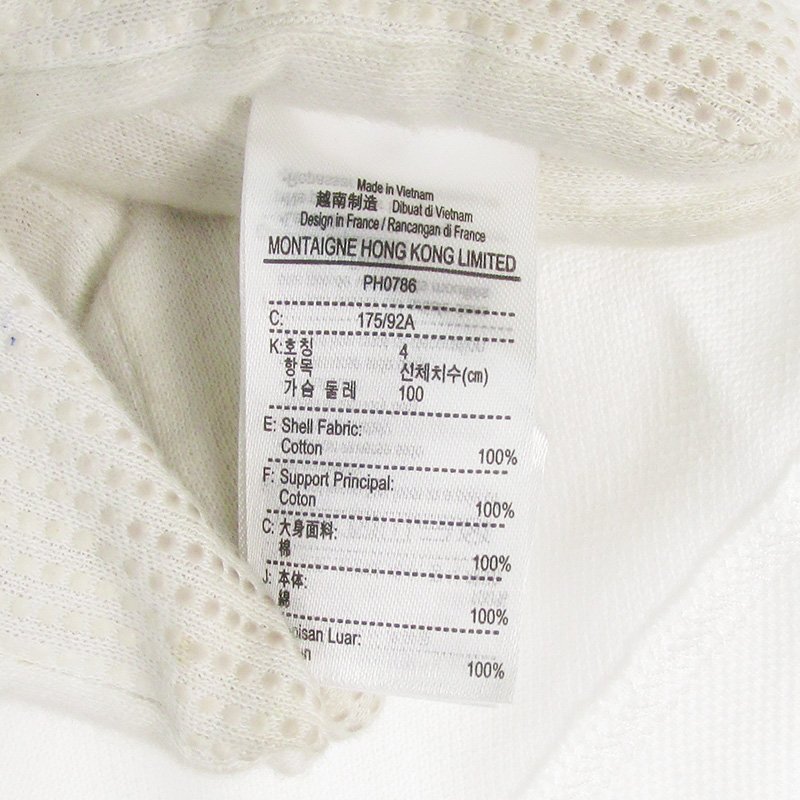 Made in Vietnam
越南制造 Dibuat di Vietnam
Design in France / Rancangan di France
MONTAIGNE HONG KONG LIMITED
PH0786
C: 175/92A
K: 호칭 4
항목 신체치수(cm)
가슴 둘레 100
E: Shell Fabric:
Cotton 100%
F: Support Principal:
Coton 100%
C: 大身面料:
棉 100%
J: 本体:
綿 100%
Luar:
100%